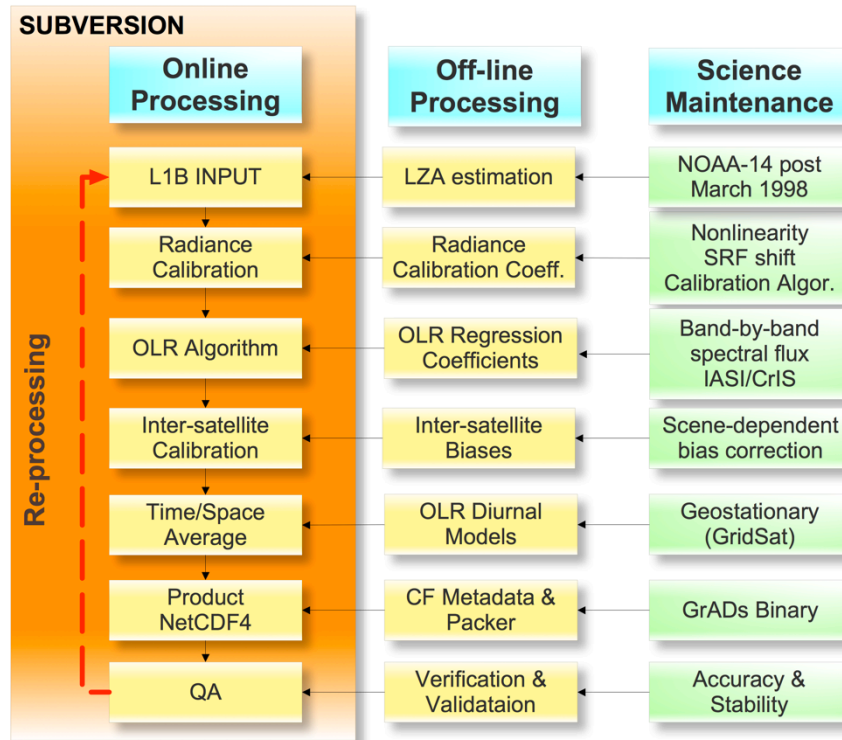 SUBVERSION
Online
Processing
Off-line
Processing
Science
Maintenance
L1B INPUT
LZA estimation
NOAA-14 post
March 1998
Radiance
Calibration
Radiance
Calibration Coeff.
Nonlinearity
SRF shift
Calibration Algor.
OLR Algorithm
OLR Regression
Coefficients
Band-by-band
spectral flux
IASI/CrIS
Inter-satellite
Calibration
Inter-satellite
Biases
Scene-dependent
bias correction
Time/Space
Average
OLR Diurnal
Models
Geostationary
(GridSat)
Product
NetCDF4
CF Metadata &
Packer
GrADs Binary
QA
Verification &
Validataion
Accuracy &
Stability
Re-processing